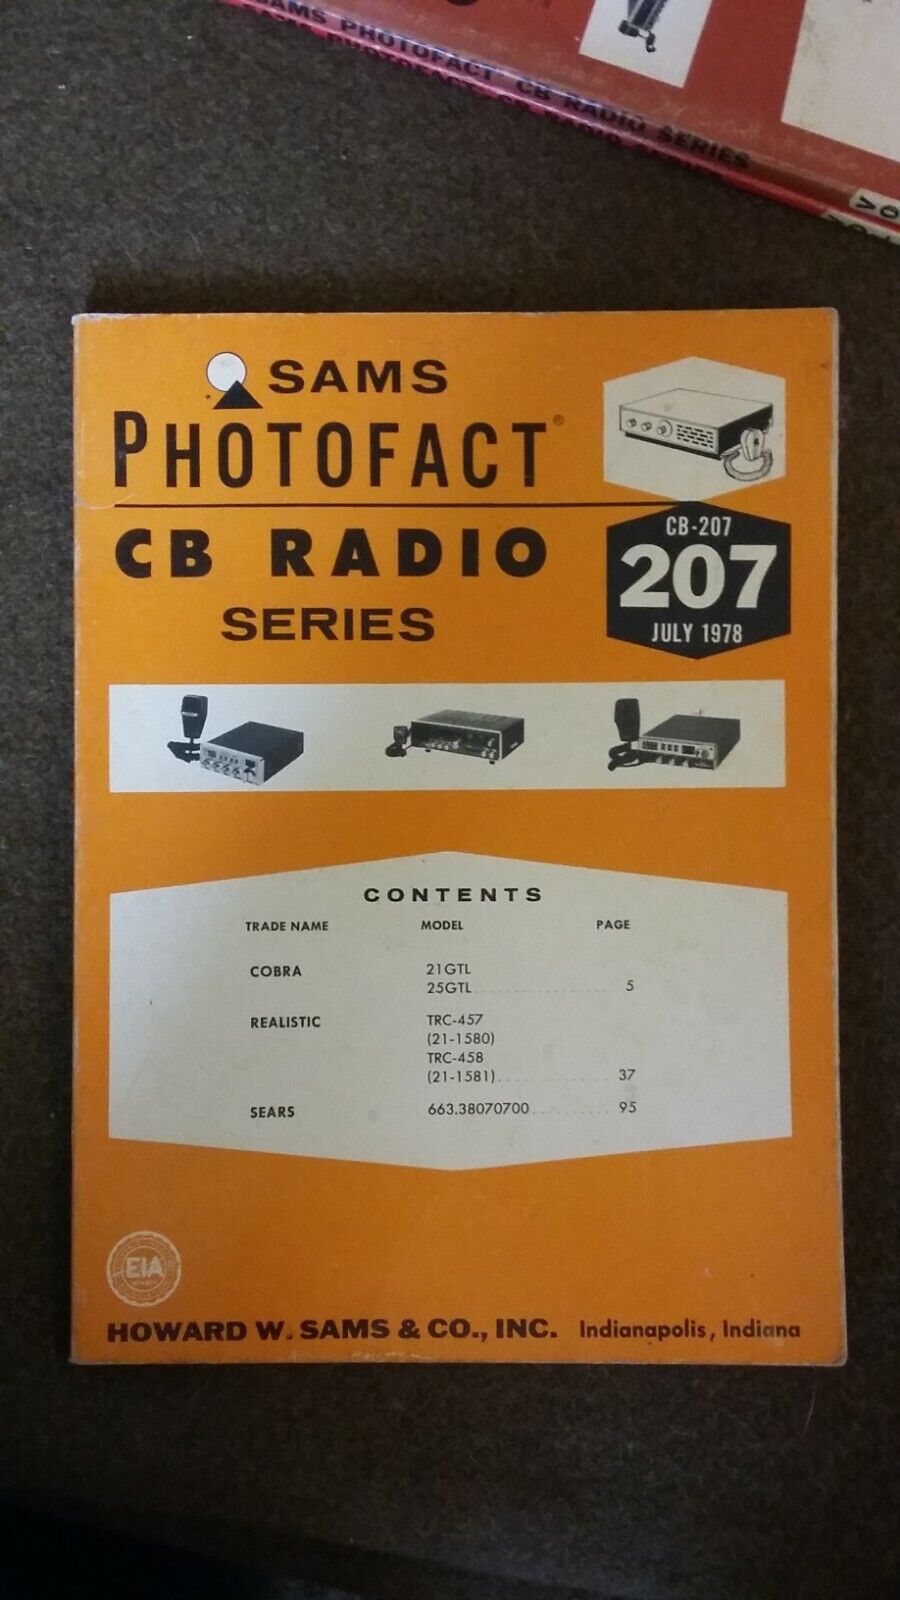 SAMS PHOTOFACT CB RADIO SERIES
VO
SAMS
PHOTOFACT®
CB RADIO
SERIES
CB-207
207
JULY 1978
CONTENTS
TRADE NAME MODEL PAGE
COBRA 21GTL
25GTL 5
REALISTIC TRC-457
(21-1580)
TRC-458
(21-1581) 37
SEARS 663.38070700 95
EIA
MEMBER
HOWARD W. SAMS & CO., INC. Indianapolis, Indiana